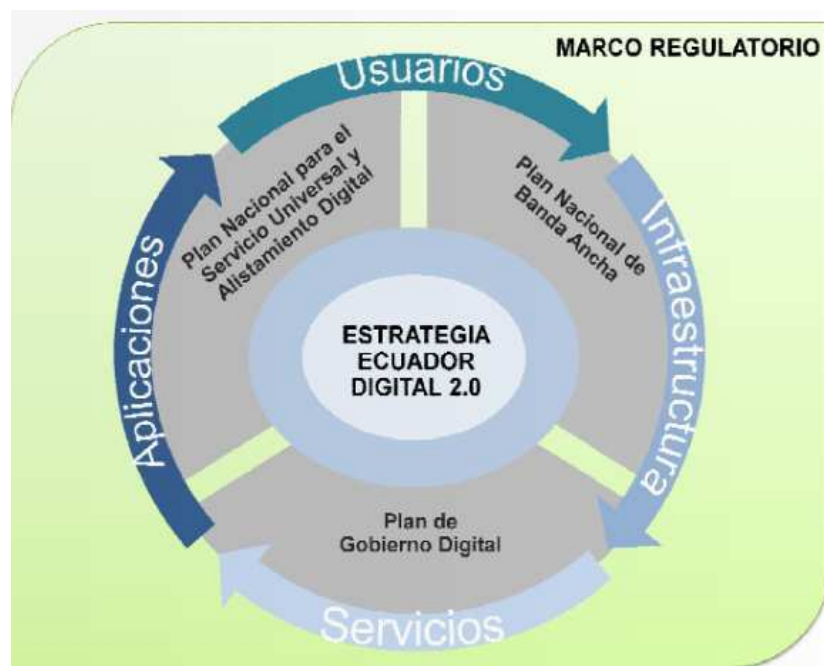 MARCO REGULATORIO
Usuarios
Plan Nacional para el
Servicio Universal y
Alistamiento Digital
Plan Nacional de
Banda Ancha
Infraestructura
Aplicaciones
ESTRATEGIA
ECUADOR
DIGITAL 2.0
Plan de
Gobierno Digital
Servicios